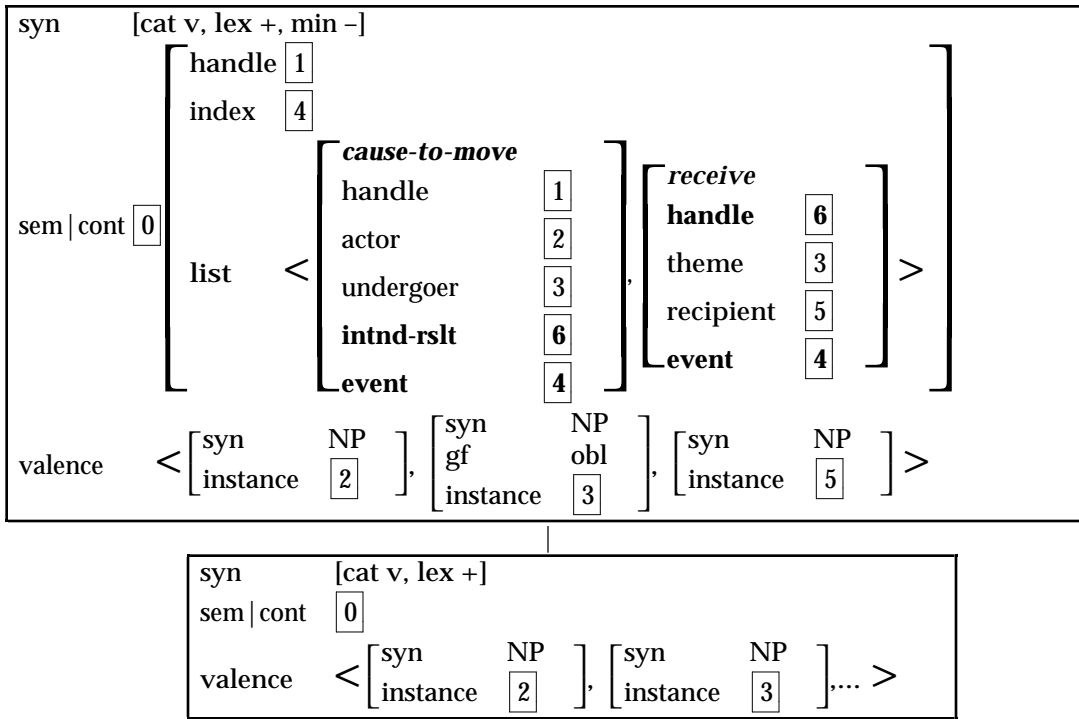 syn [cat v, lex +, min –]
handle 1
index 4
cause-to-move
receive
handle 1
handle 6
actor 2
sem|cont 0
list < , >
theme 3
undergoer 3
recipient 5
intnd-rslt 6
event 4
event 4
valence < [syn NP instance 2], [syn NP gf obl instance 3], [syn NP instance 5] >
syn [cat v, lex +]
sem|cont 0
valence < [syn NP instance 2], [syn NP instance 3],... >